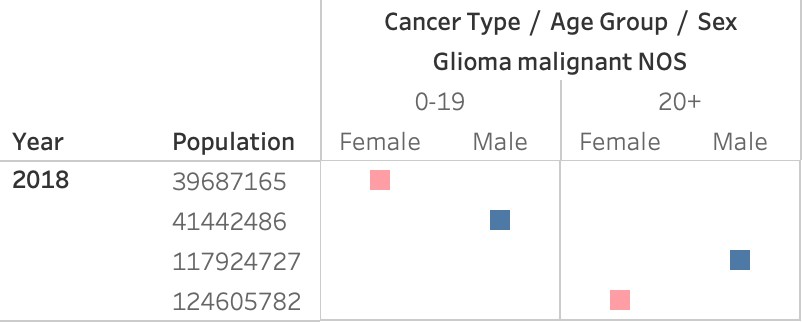 Cancer Type / Age Group / Sex
Glioma malignant NOS
0-19 20+
Year Population Female Male Female Male
2018 39687165
41442486
117924727
124605782